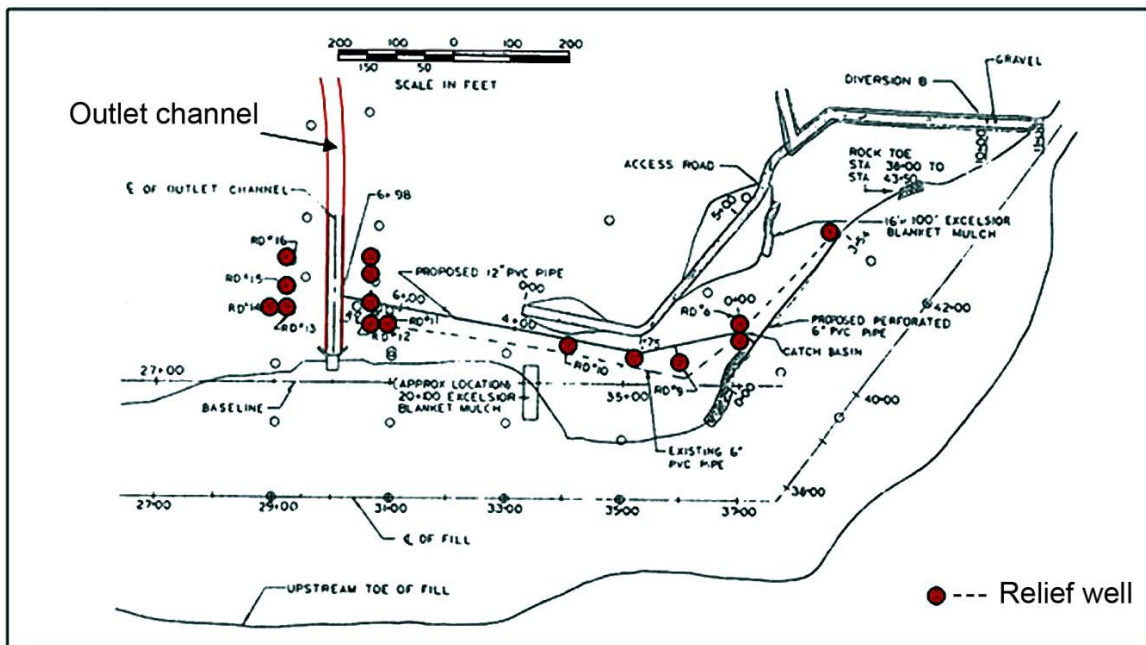 200 100 0 100 200
150 50
SCALE IN FEET
Outlet channel
GRAVEL
DIVISION B
ACCESS ROAD
ROCK TOE
STA 38+00 TO
STA 43+50
℄ OF OUTLET CHANNEL
6+98
5+00
16'x 100' EXCELSIOR
BLANKET MULCH
RD#16
PROPOSED 12" PVC PIPE
RD#15
0+00
6+00
0+00
RD#6
RD#14
RD#11
4+00
PROPOSED PERFORATED
6" PVC PIPE
RD#13
RD#12
CATCH BASIN
RD#10
RD#9
42+00
27+00
BASELINE
(APPROX LOCATION)
20+100 EXCELSIOR
BLANKET MULCH
35+00
40+00
EXISTING 6"
PVC PIPE
38+00
27+00 29+00 31+00 33+00 35+00 37+00
℄ OF FILL
UPSTREAM TOE OF FILL
Relief well